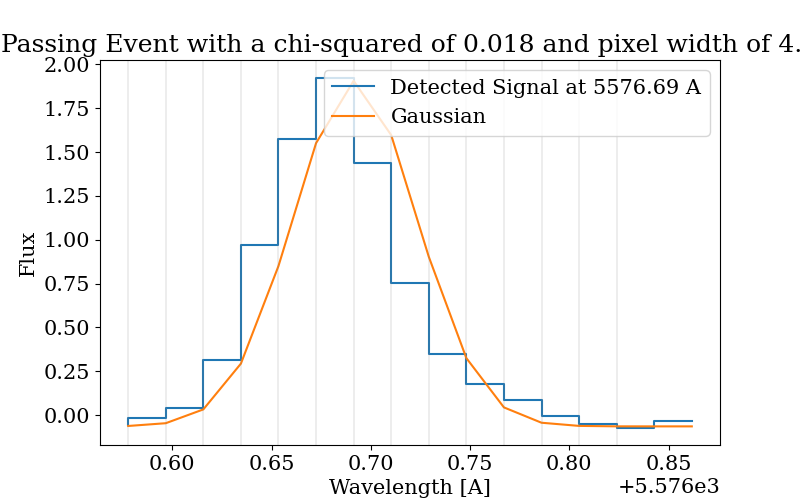 Passing Event with a chi-squared of 0.018 and pixel width of 4.
2.00
1.75
1.50
1.25
1.00
0.75
0.50
0.25
0.00
Flux
Detected Signal at 5576.69 A
Gaussian
0.60
0.65
0.70
0.75
0.80
0.85
+5.576e3
Wavelength [A]